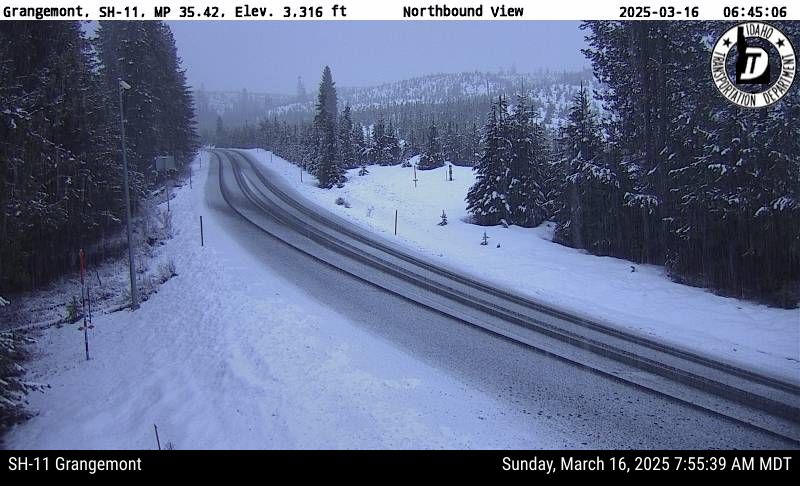 Grangemont, SH-11, MP 35.42, Elev. 3,316 ft Northbound View 2025-03-16 06:45:06
IDAHO
TRANSPORTATION DEPARTMENT
SH-11 Grangemont Sunday, March 16, 2025 7:55:39 AM MDT